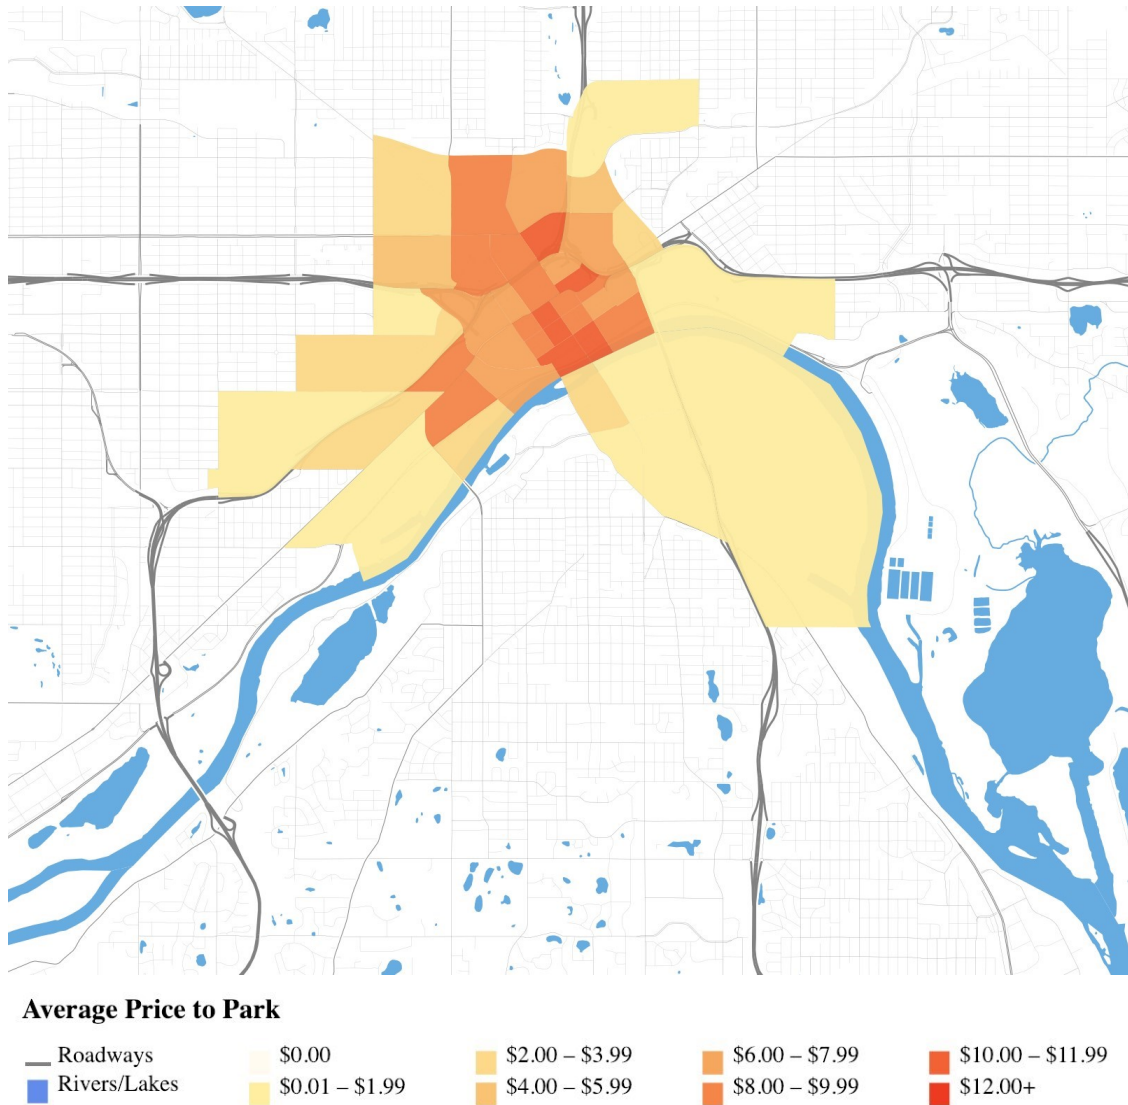 Average Price to Park
Roadways
Rivers/Lakes
$0.00
$0.01 – $1.99
$2.00 – $3.99
$4.00 – $5.99
$6.00 – $7.99
$8.00 – $9.99
$10.00 – $11.99
$12.00+